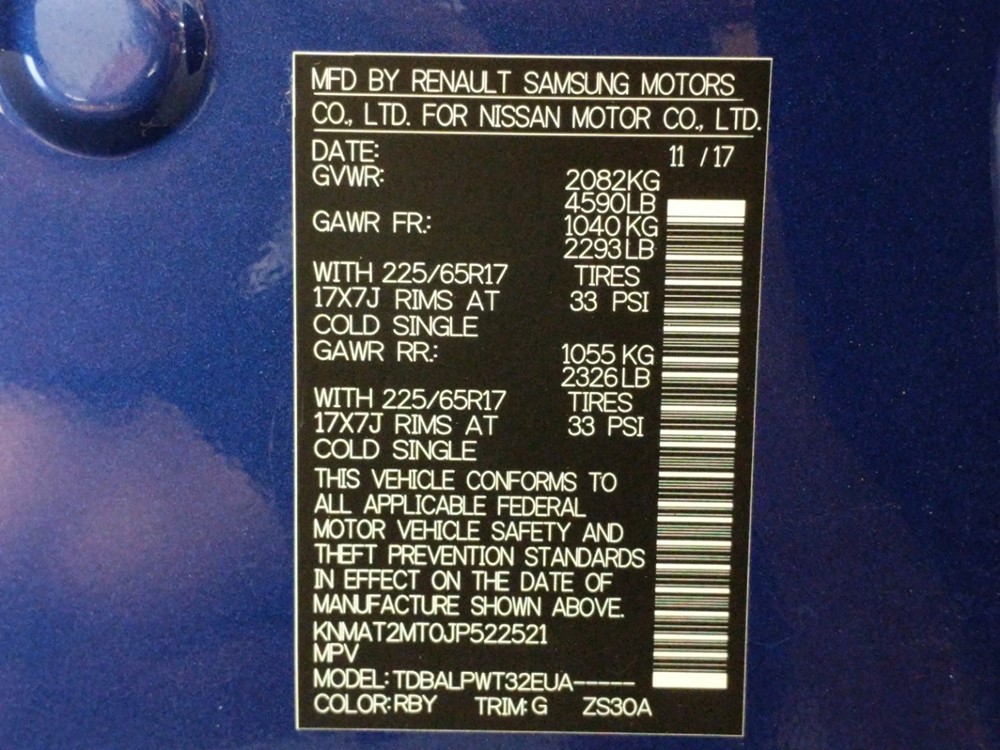 MFD BY RENAULT SAMSUNG MOTORS
CO., LTD. FOR NISSAN MOTOR CO., LTD.
DATE: 11 /17
GVWR: 2082KG
4590LB
GAWR FR.: 1040 KG
2293 LB
WITH 225/65R17 TIRES
17X7J RIMS AT 33 PSI
COLD SINGLE
GAWR RR.: 1055 KG
2326 LB
WITH 225/65R17 TIRES
17X7J RIMS AT 33 PSI
COLD SINGLE
THIS VEHICLE CONFORMS TO
ALL APPLICABLE FEDERAL
MOTOR VEHICLE SAFETY AND
THEFT PREVENTION STANDARDS
IN EFFECT ON THE DATE OF
MANUFACTURE SHOWN ABOVE.
KNMAT2MT0JP522521
MPV
MODEL: TDBALPWT32EUA-----
COLOR:RBY TRIM:G ZS30A